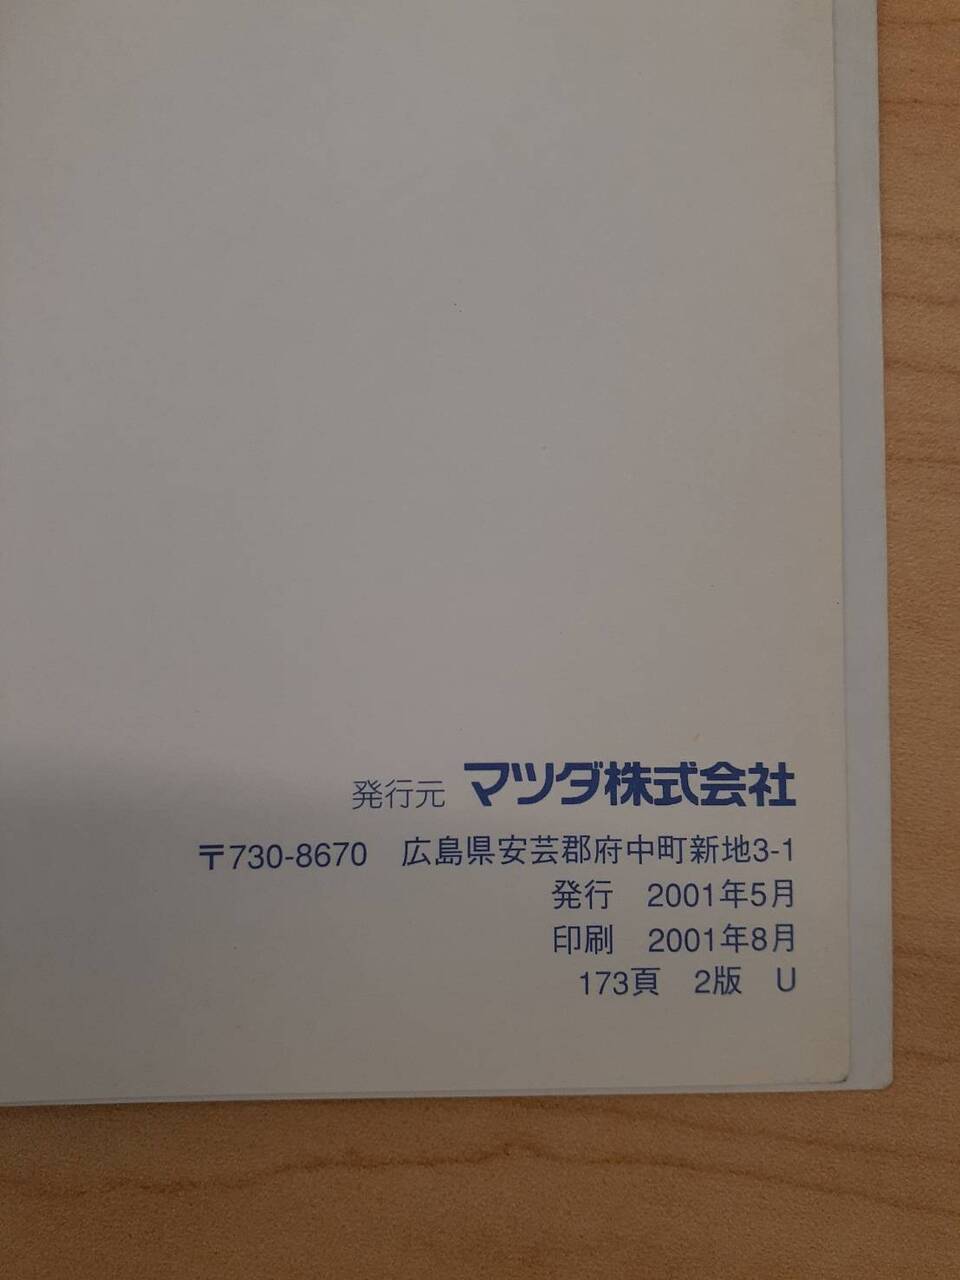 発行元 マツダ株式会社
〒730-8670 広島県安芸郡府中町新地3-1
発行 2001年5月
印刷 2001年8月
173頁 2版 U